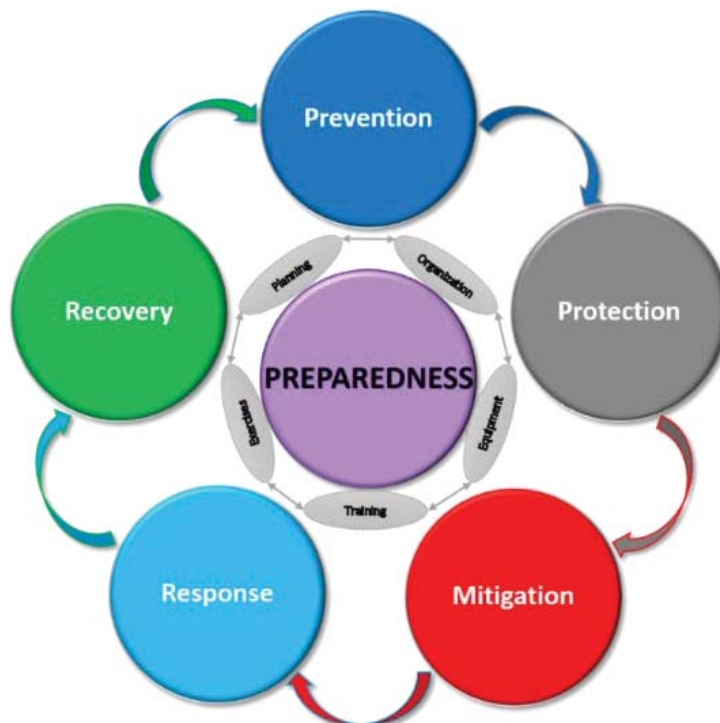 Prevention
Planning
Organization
Recovery
Protection
PREPAREDNESS
Exercises
Equipment
Training
Response
Mitigation